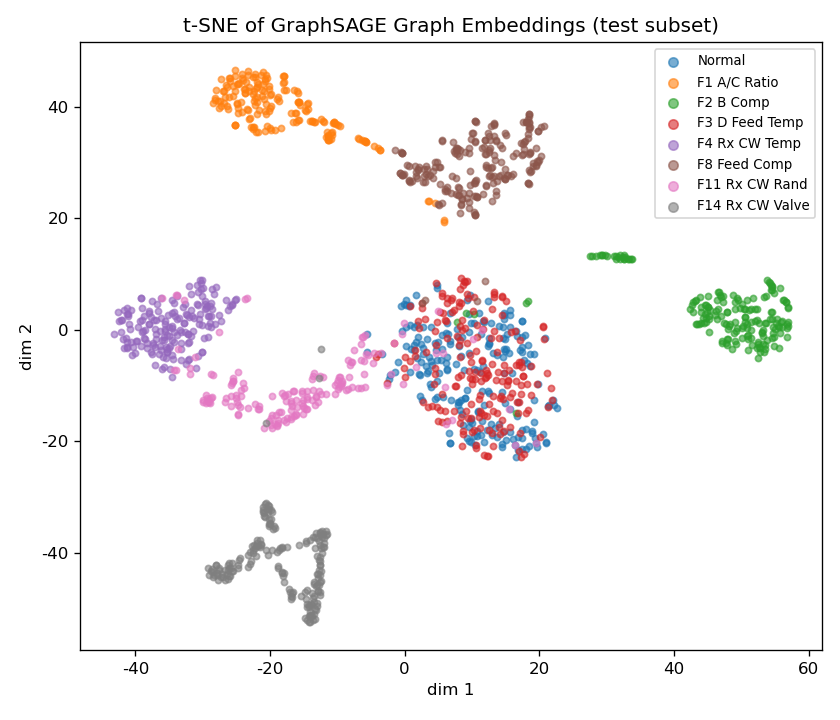 t-SNE of GraphSAGE Graph Embeddings (test subset)
Normal
F1 A/C Ratio
F2 B Comp
F3 D Feed Temp
F4 Rx CW Temp
F8 Feed Comp
F11 Rx CW Rand
F14 Rx CW Valve
40
20
0
-20
-40
dim 2
-40 -20 0 20 40 60
dim 1